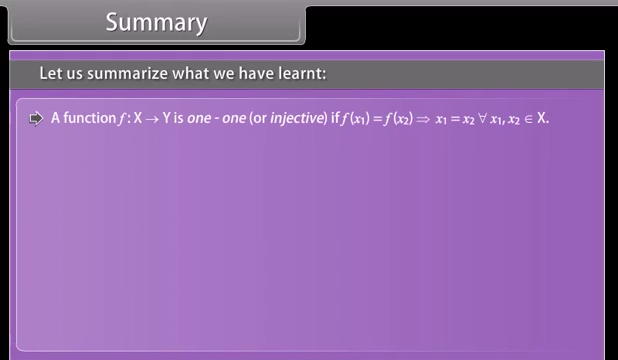 Summary
Let us summarize what we have learnt:
A function f : X → Y is one - one (or injective) if f (x₁) = f (x₂) ⇒ x₁ = x₂ ∀ x₁, x₂ ∈ X.